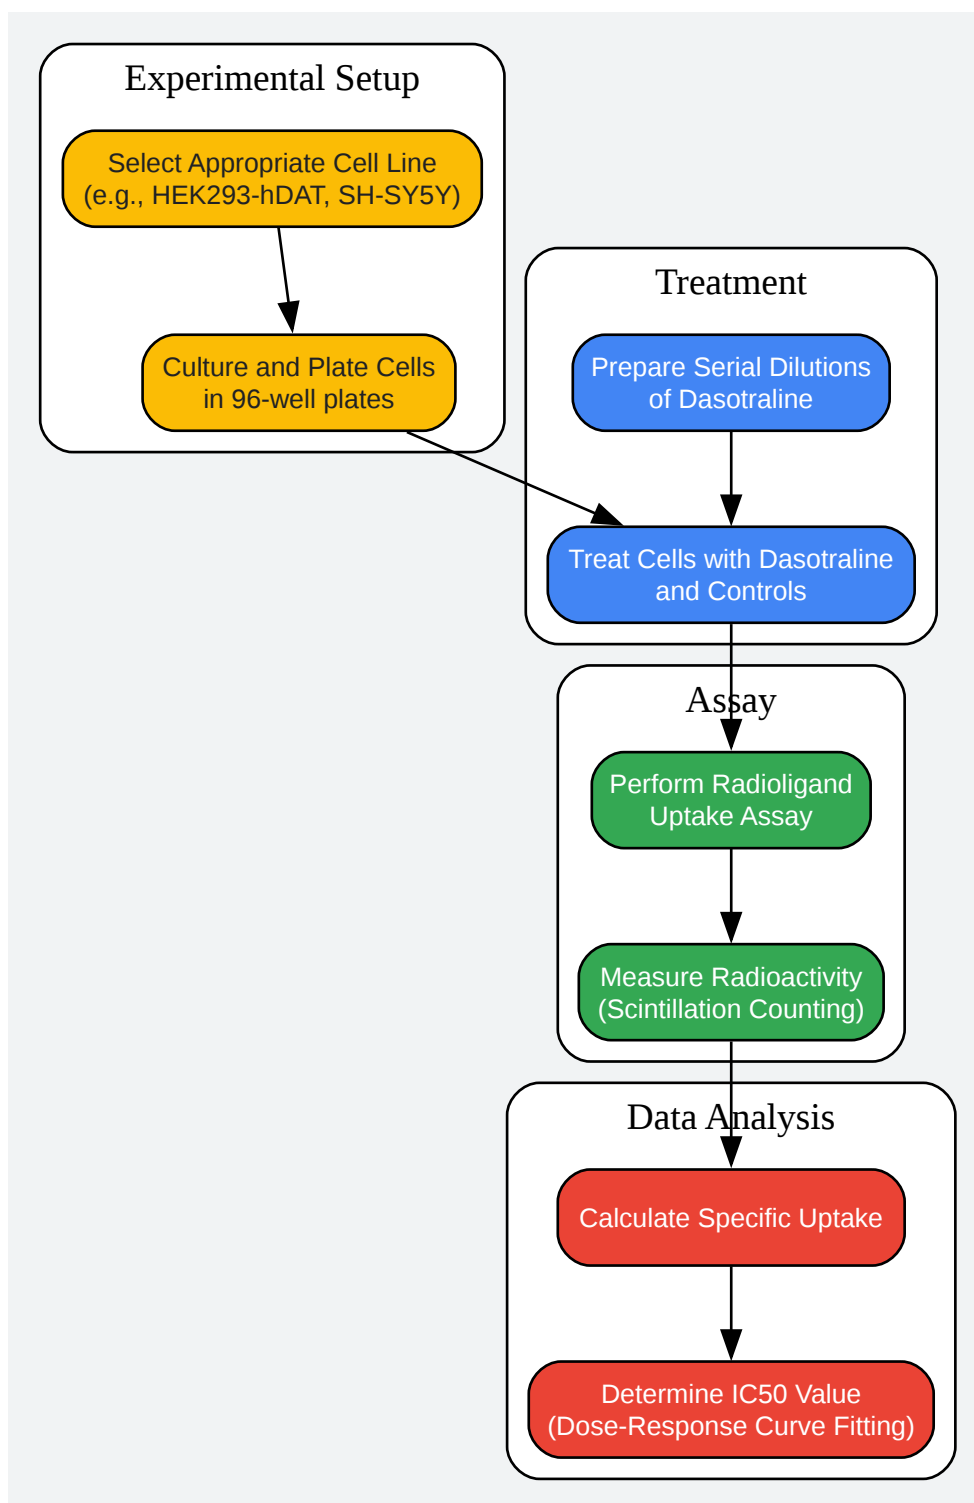 Experimental Setup
Select Appropriate Cell Line
(e.g., HEK293-hDAT, SH-SY5Y)
Culture and Plate Cells
in 96-well plates
Treatment
Prepare Serial Dilutions
of Dasotraline
Treat Cells with Dasotraline
and Controls
Assay
Perform Radioligand
Uptake Assay
Measure Radioactivity
(Scintillation Counting)
Data Analysis
Calculate Specific Uptake
Determine IC50 Value
(Dose-Response Curve Fitting)